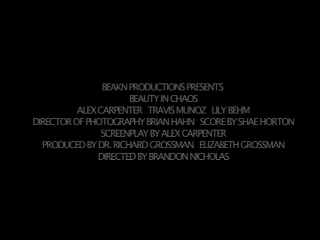 BEAKN PRODUCTIONS PRESENTS
BEAUTY IN CHAOS
ALEX CARPENTER TRAVIS MUNOZ LILY BEHM
DIRECTOR OF PHOTOGRAPHY BRIAN HAHN SCORE BY SHAE HORTON
SCREENPLAY BY ALEX CARPENTER
PRODUCED BY DR. RICHARD GROSSMAN ELIZABETH GROSSMAN
DIRECTED BY BRANDON NICHOLAS